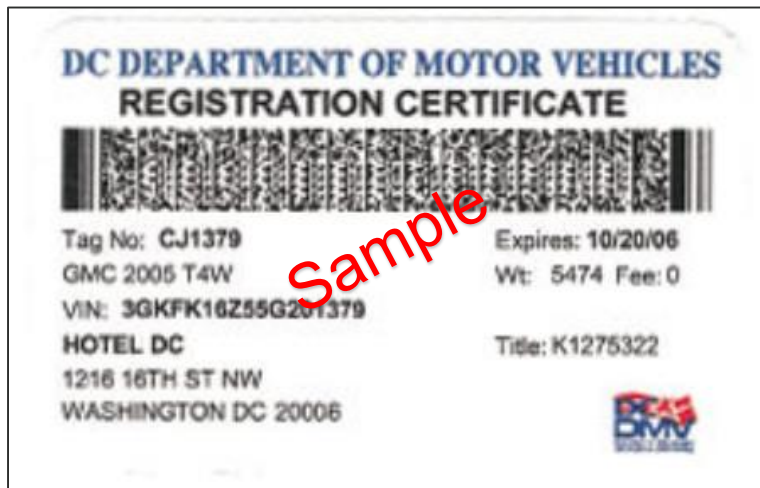 DC DEPARTMENT OF MOTOR VEHICLES
REGISTRATION CERTIFICATE
Sample
Tag No: CJ1379 Expires: 10/20/06
GMC 2005 T4W Wt: 5474 Fee: 0
VIN: 3GKFK16Z55G201379
HOTEL DC Title: K1275322
1216 16TH ST NW
WASHINGTON DC 20006
DC
DMV